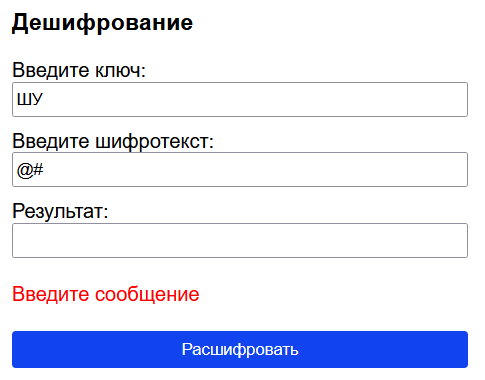 Дешифрование
Введите ключ:
ШУ
Введите шифротекст:
@#
Результат:
Введите сообщение
Расшифровать